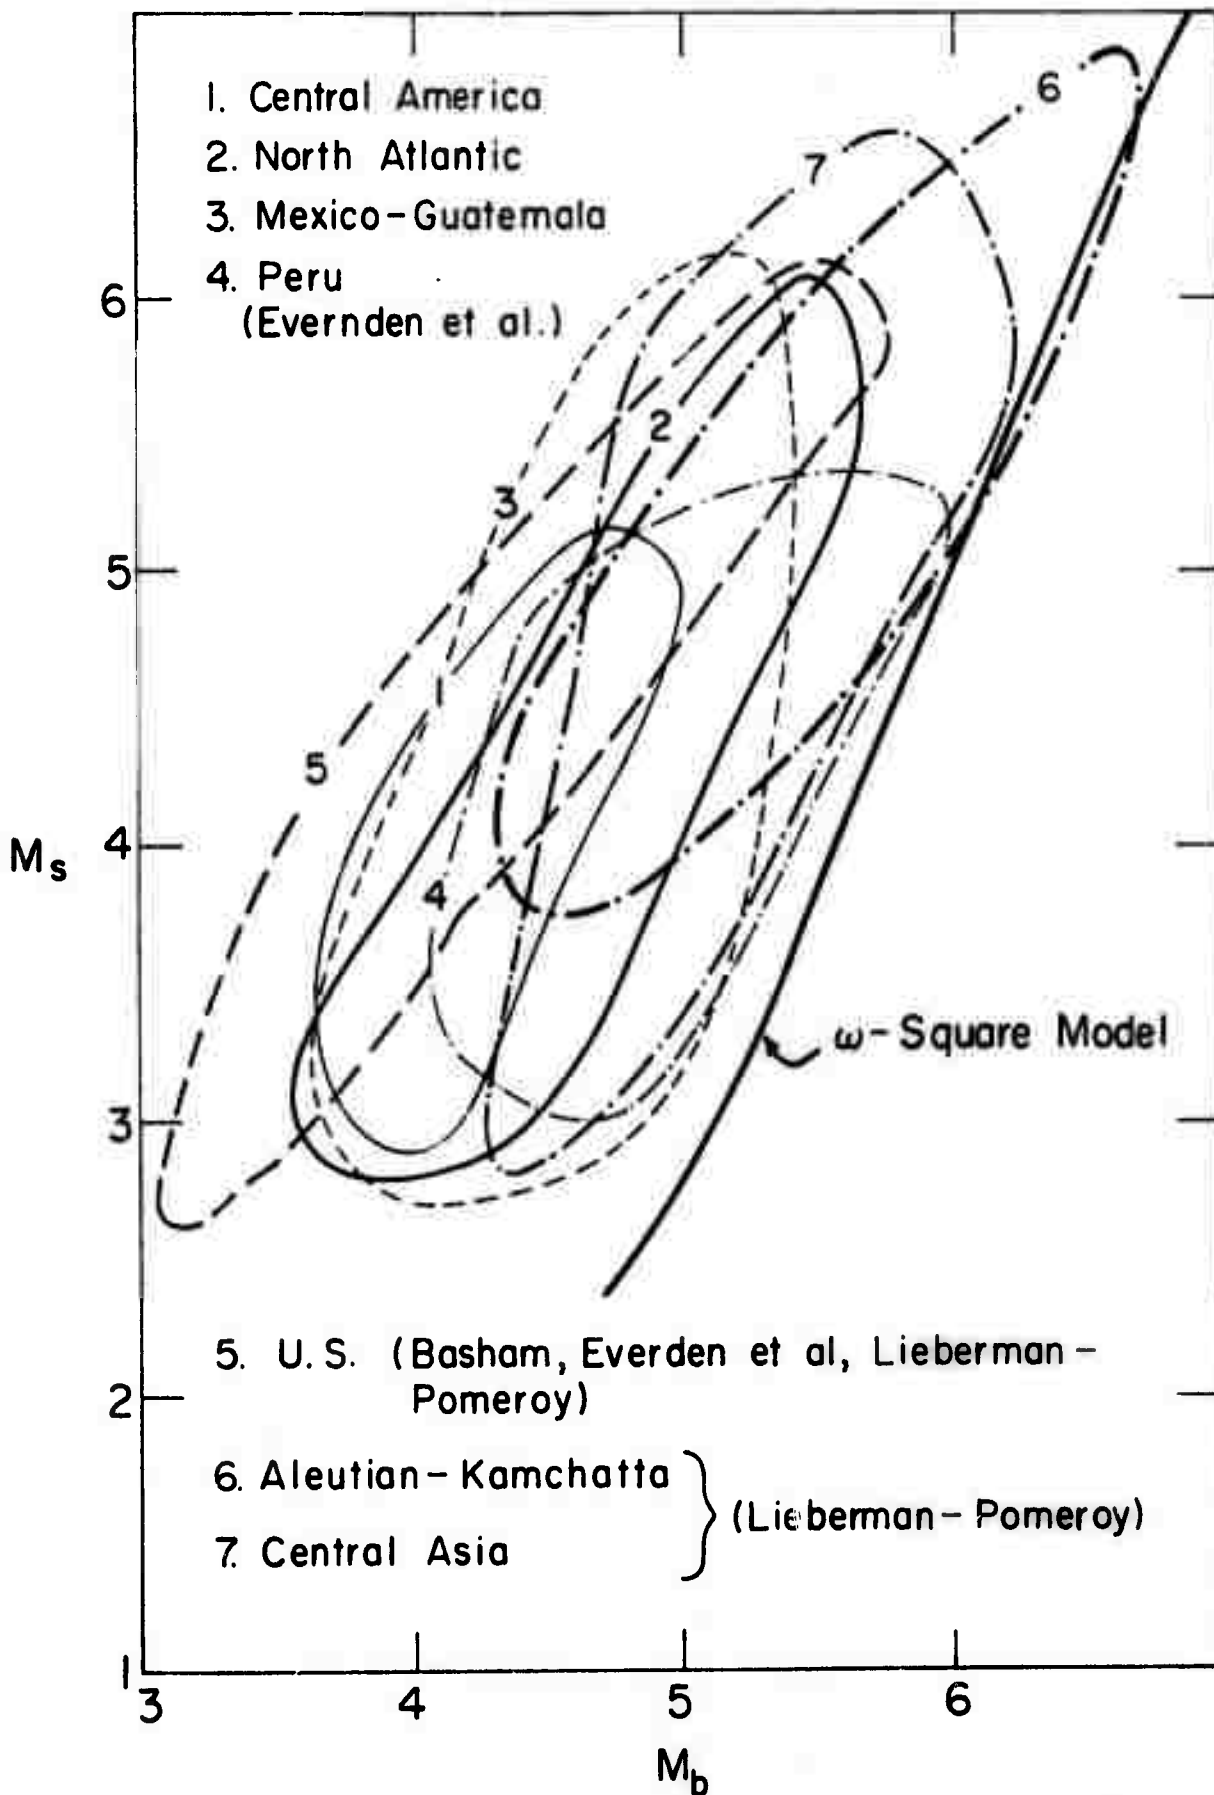 1. Central America
2. North Atlantic
3. Mexico-Guatemala
4. Peru
(Evernden et al.)
6
7
2
3
5
4
6
5
4
3
2
1
Ms
ω-Square Model
5. U.S. (Basham, Everden et al, Lieberman-
Pomeroy)
6. Aleutian-Kamchatta
7. Central Asia
(Lieberman-Pomeroy)
3 4 5 6
Mb